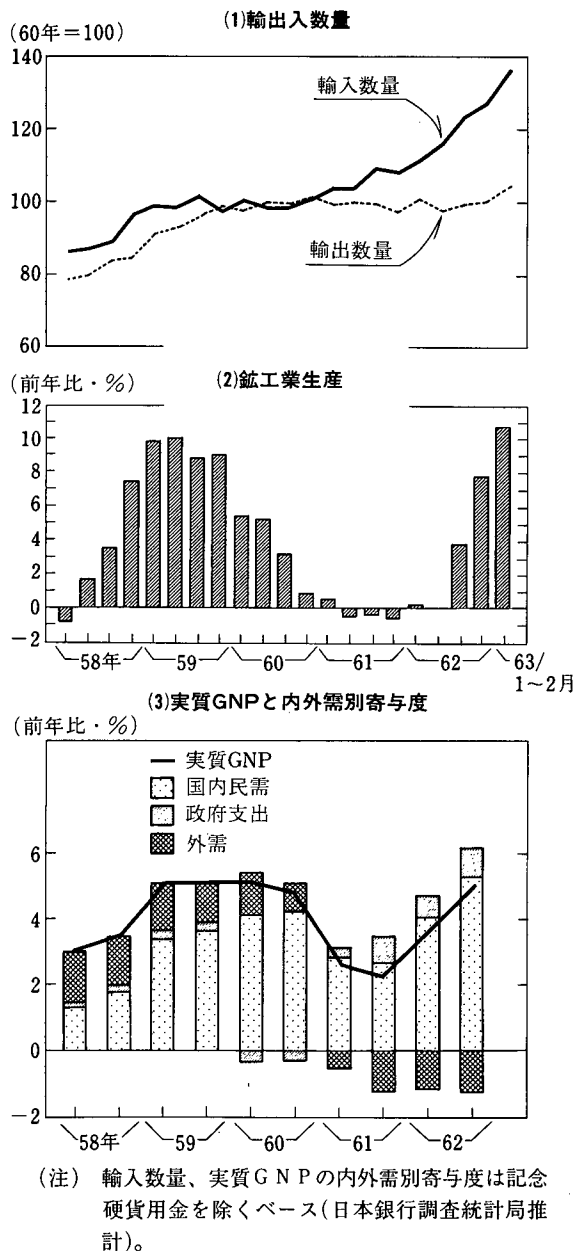 (1)輸出入数量
(60年＝100)
140
120
100
80
60
輸入数量
輸出数量
(2)鉱工業生産
(前年比・％)
12
10
8
6
4
2
0
－2
58年 59 60 61 62 63/
1～2月
(3)実質GNPと内外需別寄与度
(前年比・％)
実質GNP
国内民需
政府支出
外需
6
4
2
0
－2
58年 59 60 61 62
(注) 輸入数量、実質ＧＮＰの内外需別寄与度は記念
硬貨用金を除くベース(日本銀行調査統計局推
計)。